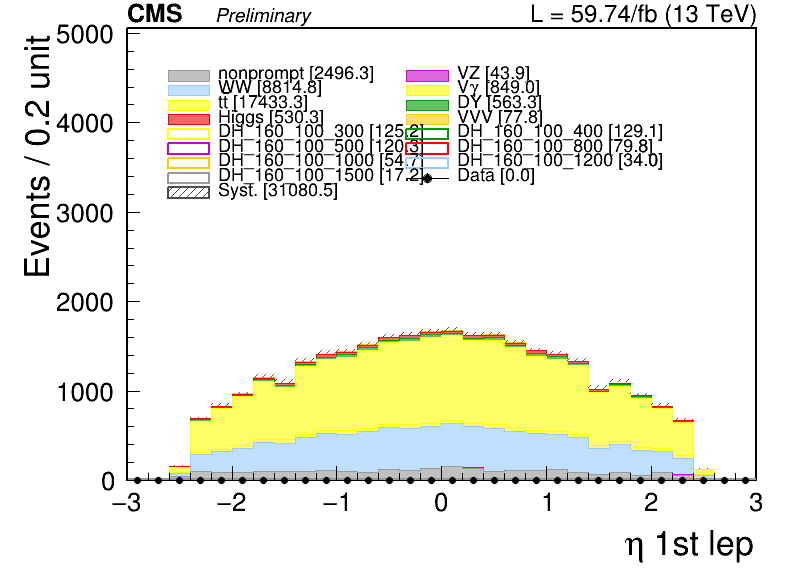 CMS Preliminary L = 59.74/fb (13 TeV)
Events / 0.2 unit
5000
4000
3000
2000
1000
0
nonprompt [2496.3] VZ [43.9]
WW [8814.8] Vγ [849.0]
tt [17433.3] DY [563.3]
Higgs [530.3] VVV [77.8]
DH_160_100_300 [125.2] DH_160_100_400 [129.1]
DH_160_100_500 [120.3] DH_160_100_800 [79.8]
DH_160_100_1000 [54.7] DH_160_100_1200 [34.0]
DH_160_100_1500 [17.2] Data [0.0]
Syst. [31080.5]
−3 −2 −1 0 1 2 3
η 1st lep